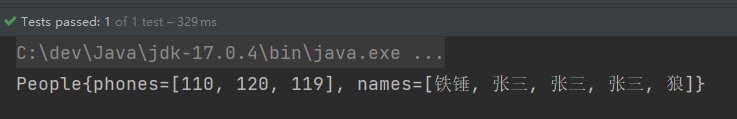 Tests passed: 1 of 1 test – 329 ms
C:\dev\Java\jdk-17.0.4\bin\java.exe ...
People{phones=[110, 120, 119], names=[铁锤, 张三, 张三, 张三, 狼]}